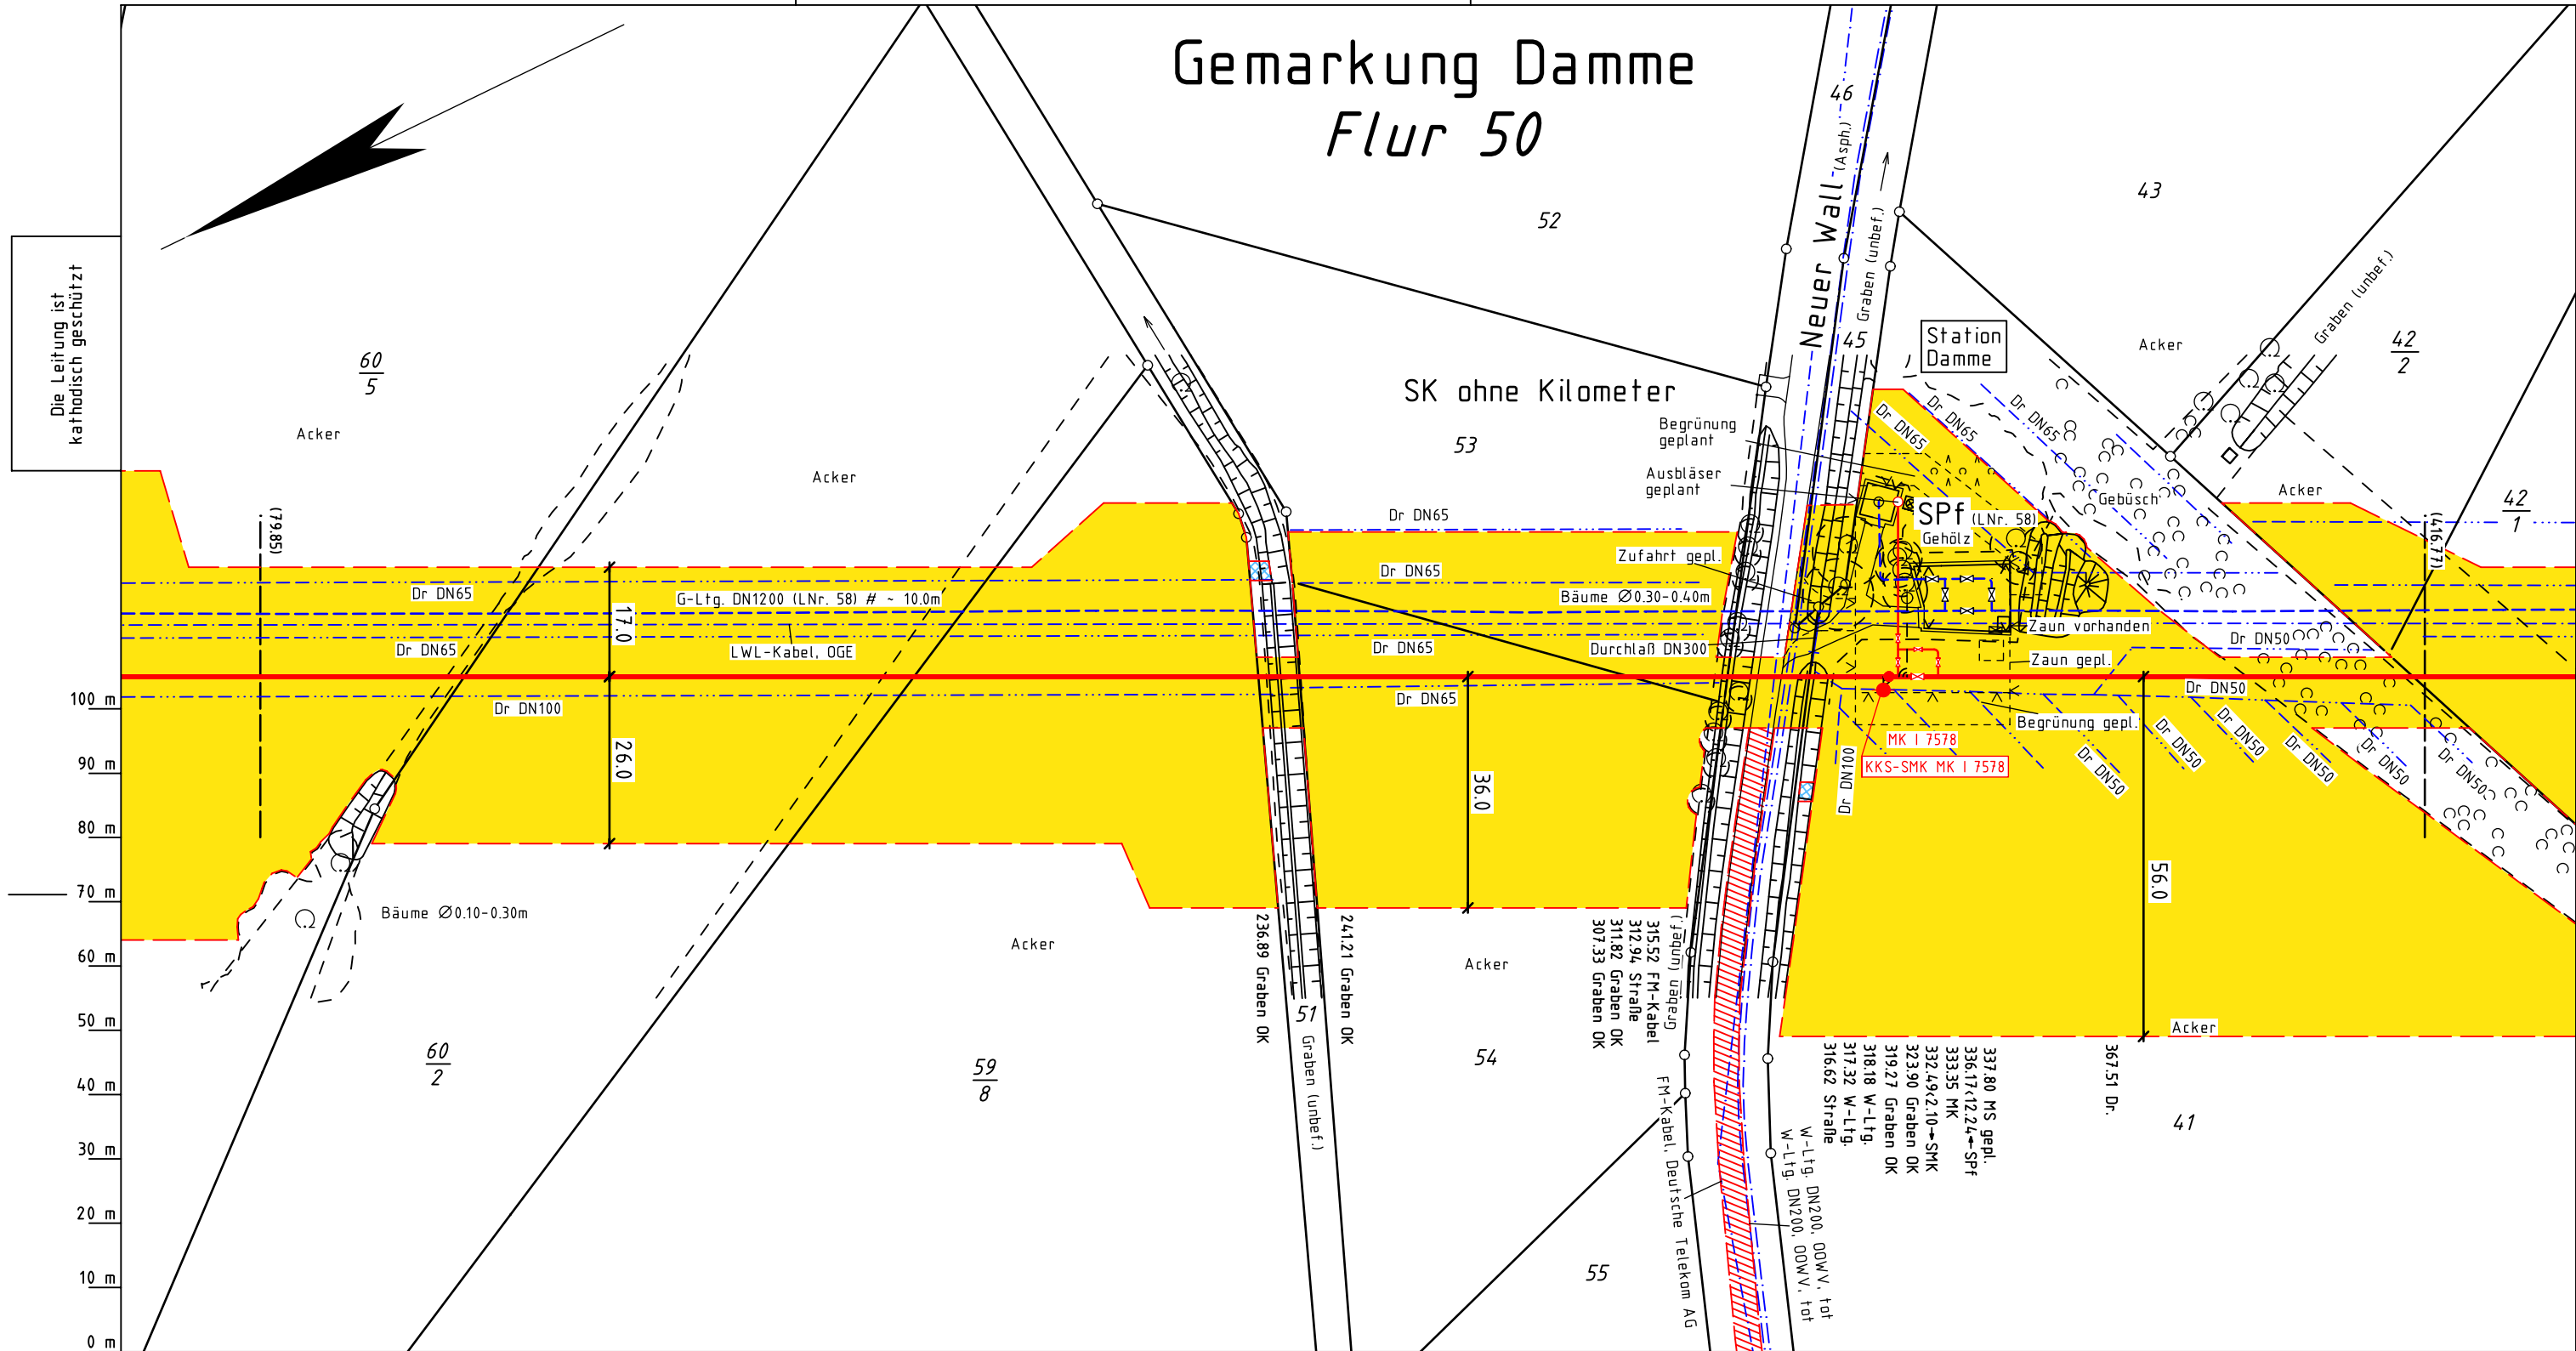 Gemarkung Damme
Flur 50
Die Leitung ist
kathodisch geschützt
60
5
Acker
Acker
52
SK ohne Kilometer
53
46
Neuer Wall (Asph.)
Graben (unbef.)
45
43
Station
Damme
Acker
Graben (unbef.)
42
2
Acker
42
1
Begrünung
geplant
Ausbläser
geplant
Dr DN65
Dr DN65
Dr DN65
Gebüsch
SPf (LNr. 58)
Gehölz
(79.85)
(416.77)
Dr DN65
Dr DN65
Zufahrt gepl.
Dr DN65
G-Ltg. DN1200 (LNr. 58) # ~ 10.0m
Bäume Ø0.30-0.40m
17.0
Dr DN65
LWL-Kabel, OGE
Dr DN65
Durchlaß DN300
Zaun vorhanden
Dr DN50
Zaun gepl.
Dr DN100
Dr DN65
Dr DN50
Begrünung gepl.
26.0
36.0
56.0
MK I 7578
KKS-SMK MK I 7578
Dr DN100
Dr DN50
Dr DN50
Dr DN50
Dr DN50
Dr DN50
Dr DN50
100 m
90 m
80 m
70 m
60 m
50 m
40 m
30 m
20 m
10 m
0 m
Bäume Ø0.10-0.30m
Acker
Acker
Acker
236.89 Graben OK
241.21 Graben OK
307.33 Graben OK
311.82 Graben OK
312.94 Straße
315.52 FM-Kabel
Graben (unbef.)
316.62 Straße
317.32 W-Ltg.
318.18 W-Ltg.
319.27 Graben OK
323.90 Graben OK
332.49<2.10→SMK
333.35 MK
336.17<12.24←SPf
337.80 MS gepl.
367.51 Dr.
51
Graben (unbef.)
60
2
59
8
54
41
55
FM-Kabel, Deutsche Telekom AG
W-Ltg. DN200, OOWV, tot
W-Ltg. DN200, OOWV, tot